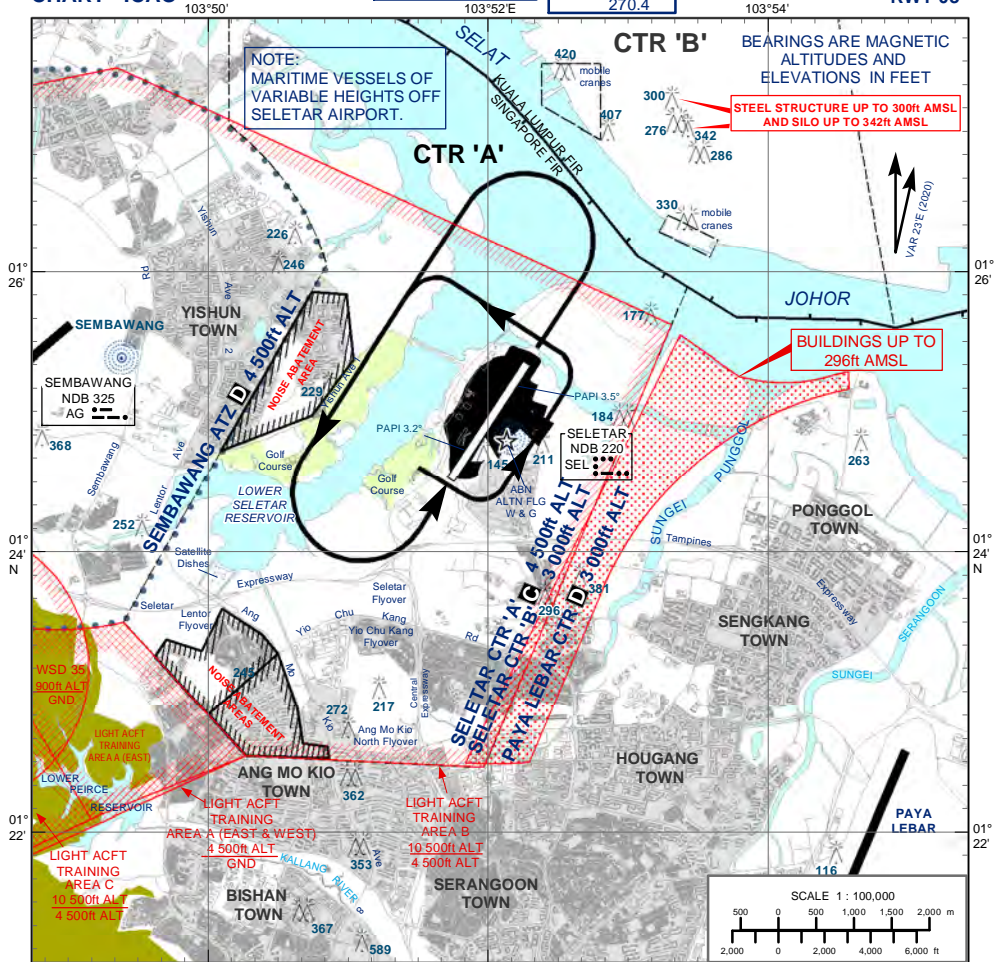 CHART - ICAO
270.4
103°50'
103°52'E
103°54'
NOTE:
MARITIME VESSELS OF
VARIABLE HEIGHTS OFF
SELETAR AIRPORT.
SELAT
KUALA LUMPUR FIR
SINGAPORE FIR
CTR 'A'
CTR 'B'
420
mobile
cranes
407
BEARINGS ARE MAGNETIC
ALTITUDES AND
ELEVATIONS IN FEET
300
276
342
286
STEEL STRUCTURE UP TO 300ft AMSL
AND SILO UP TO 342ft AMSL
330
mobile
cranes
VAR 23'E (2020)
01°
26'
01°
26'
Yishun
Ave
2
Rd
226
246
YISHUN
TOWN
JOHOR
177
BUILDINGS UP TO
296ft AMSL
SEMBAWANG
SEMBAWANG
NDB 325
AG
368
SEMBAWANG ATZ D 4 500ft ALT
NOISE ABATEMENT
AREA
229
Yishun Ave 1
PAPI 3.5°
PAPI 3.2°
184
SELETAR
NDB 220
SEL
145
211
ABN
ALTN FLG
W & G
Golf
Course
Golf
Course
LOWER
SELETAR
RESERVOIR
Sembawang
Lentor
Ave
252
Satellite
Dishes
263
PUNGGOL
SUNGEI
PONGGOL
TOWN
Tampines
Expressway
01°
24'
N
01°
24'
N
Seletar
Expressway
Lentor
Flyover
Seletar
Flyover
Ang
Mo
Kio
Yio
Chu
Kang
Rd
Yio Chu Kang
Flyover
Central
Expressway
SELETAR CTR 'A' C 4 500ft ALT
SELETAR CTR 'B' 3 000ft ALT
PAYA LEBAR CTR D 3 000ft ALT
296
381
SENGKANG
TOWN
SERANGOON
SUNGEI
WSD 35
900ft ALT
GND
245
NOISE ABATEMENT
AREAS
217
272
Ang Mo Kio
North Flyover
LIGHT ACFT
TRAINING
AREA A (EAST)
LOWER
PEIRCE
RESERVOIR
ANG MO KIO
TOWN
362
HOUGANG
TOWN
LIGHT ACFT
TRAINING
AREA A (EAST & WEST)
4 500ft ALT
GND
LIGHT ACFT
TRAINING
AREA B
10 500ft ALT
4 500ft ALT
PAYA
LEBAR
01°
22'
01°
22'
116
LIGHT ACFT
TRAINING
AREA C
10 500ft ALT
4 500ft ALT
353
Ave
8
KALLANG RIVER
BISHAN
TOWN
367
589
SERANGOON
TOWN
SCALE 1 : 100,000
500 0 500 1,000 1,500 2,000 m
2,000 0 2,000 4,000 6,000 ft